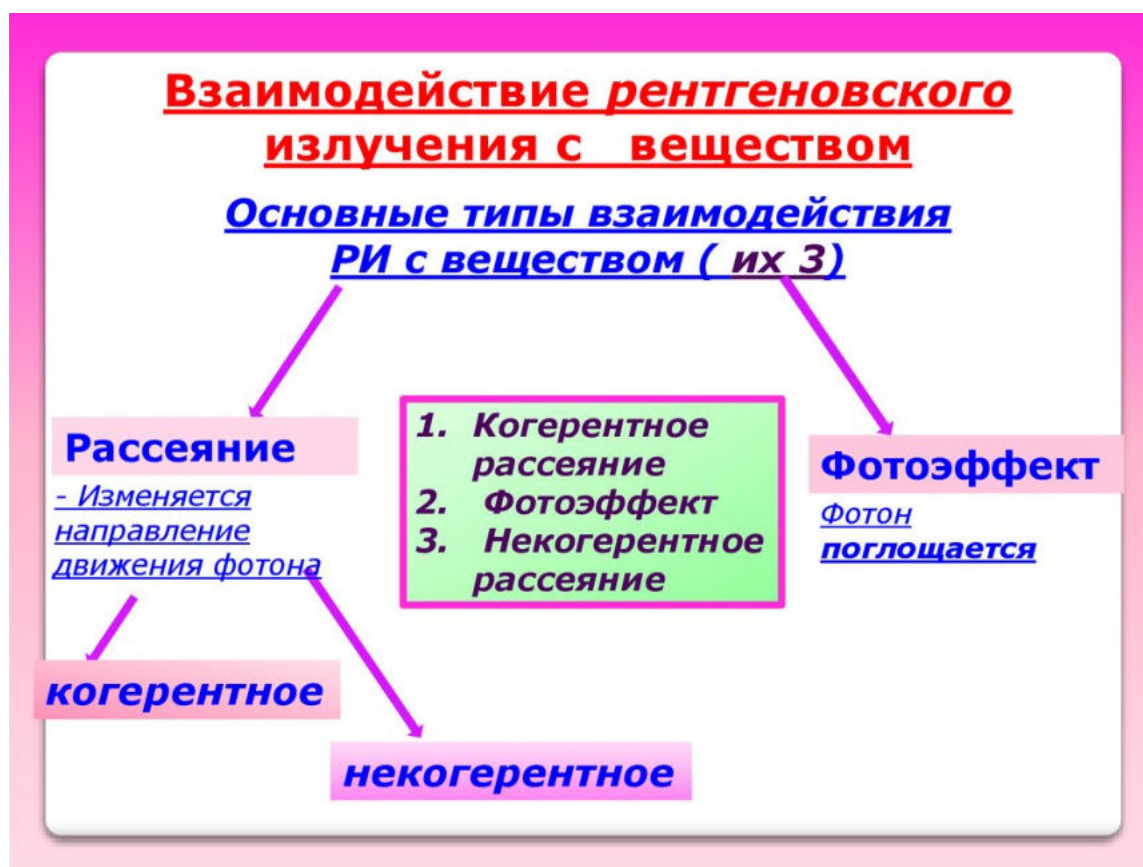 Взаимодействие рентгеновского
излучения с веществом
Основные типы взаимодействия
РИ с веществом ( их 3)
Рассеяние
- Изменяется
направление
движения фотона
1. Когерентное
рассеяние
2. Фотоэффект
3. Некогерентное
рассеяние
Фотоэффект
Фотон
поглощается
когерентное
некогерентное